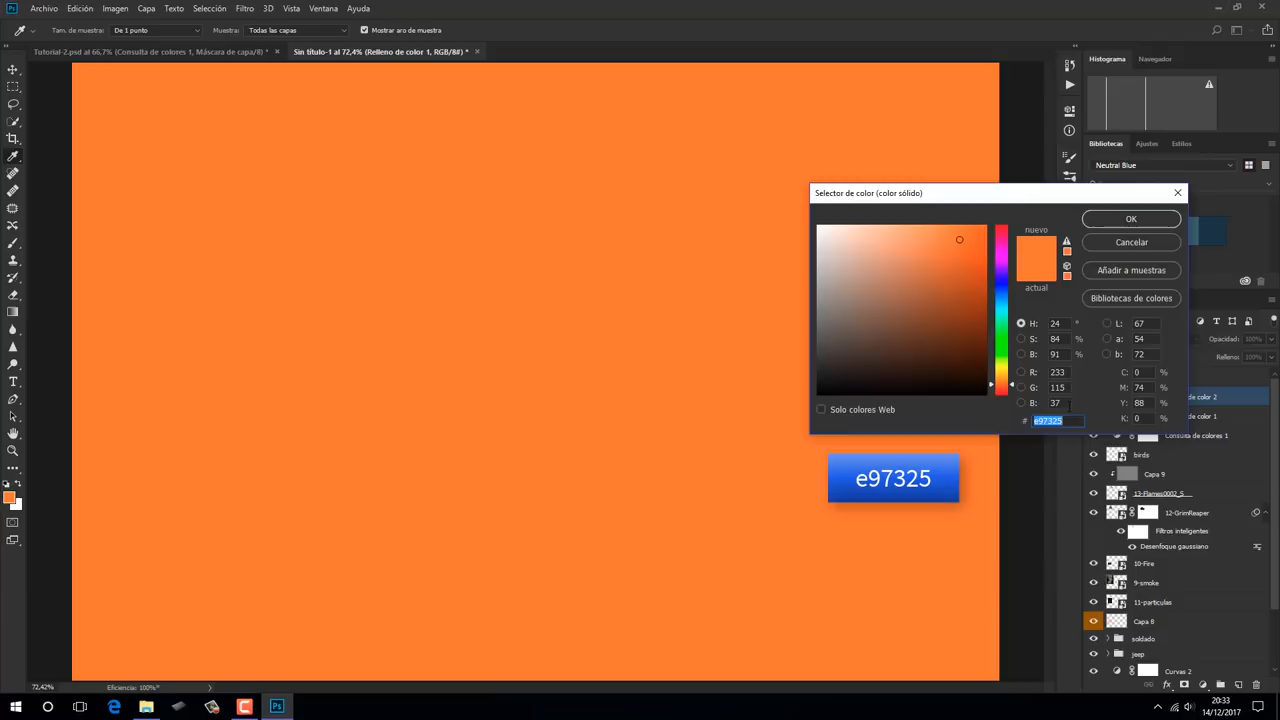 Ps Archivo Edición Imagen Capa Texto Selección Filtro 3D Vista Ventana Ayuda
Tam. de muestra: De 1 punto Muestra: Todas las capas Mostrar aro de muestra
Tutorial-2.psd al 66,7% (Consulta de colores 1, Máscara de capa/8) * × Sin título-1 al 72,4% (Relleno de color 1, RGB/8#) * ×
Histograma Navegador
Bibliotecas Ajustes Estilos
Neutral Blue
Selector de color (color sólido)
nuevo
actual
OK
Cancelar
Añadir a muestras
Bibliotecas de colores
H: 24 °
S: 84 %
B: 91 %
R: 233
G: 115
B: 37
# e97325
L: 67
a: 54
b: 72
C: 0 %
M: 74 %
Y: 88 %
K: 0 %
Solo colores Web
e97325
Opacidad: 100%
Relleno: 100%
de color 2
de color 1
Consulta de colores 1
birds
Capa 9
13-Flames0002_S
12-GrimReaper
Filtros inteligentes
Desenfoque gaussiano
10-Fire
9-smoke
11-particulas
Capa 8
soldado
jeep
Curvas 2
fx
72,42% Eficiencia: 100%*
Ps
20:33
14/12/2017